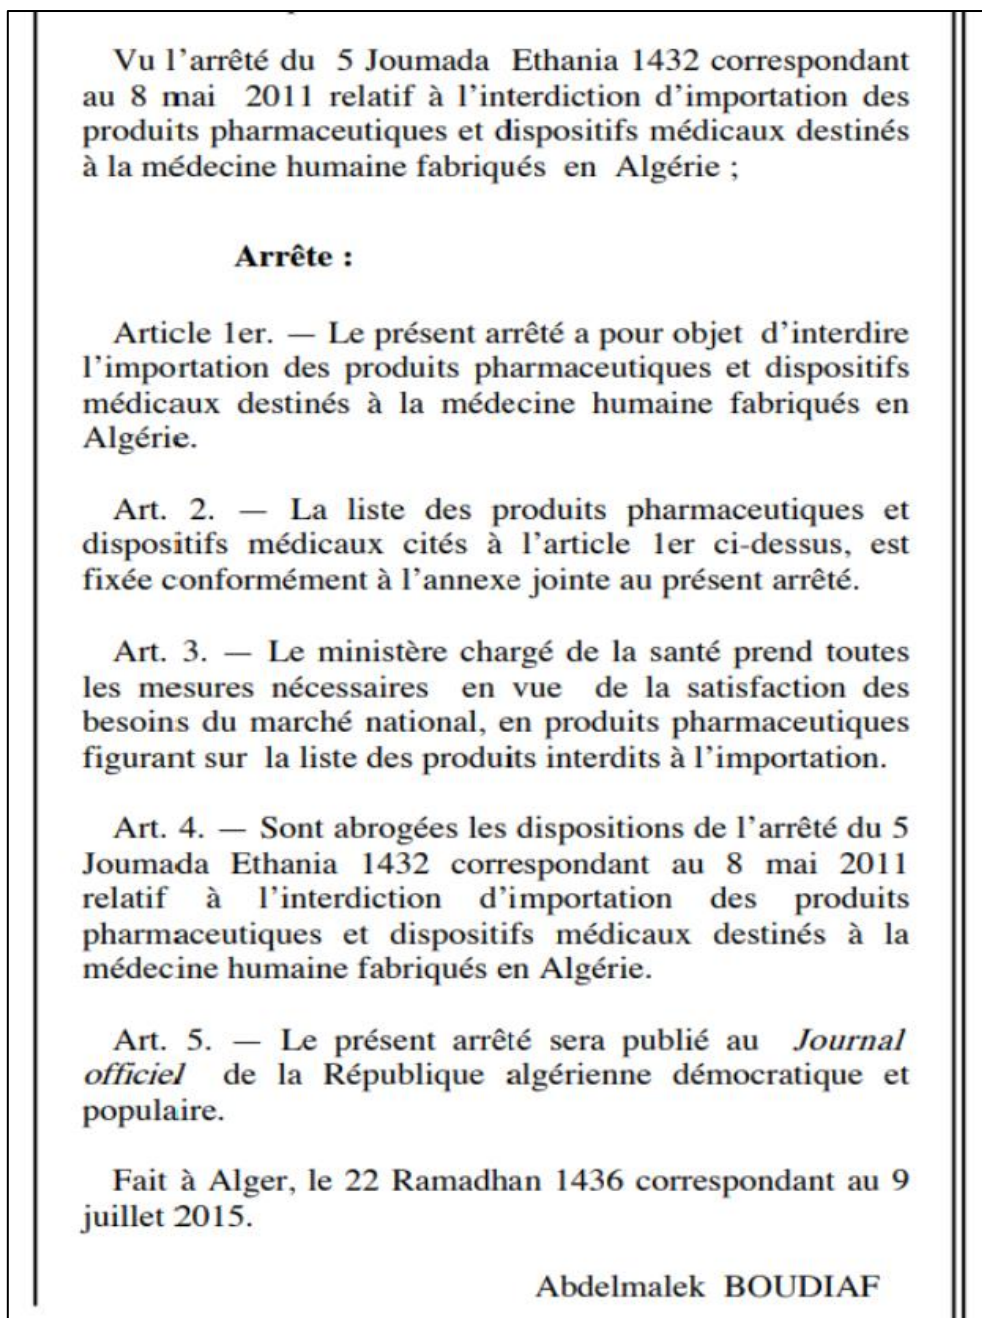 Vu l'arrêté du 5 Joumada Ethania 1432 correspondant
au 8 mai 2011 relatif à l'interdiction d'importation des
produits pharmaceutiques et dispositifs médicaux destinés
à la médecine humaine fabriqués en Algérie ;
Arrête :
Article 1er. — Le présent arrêté a pour objet d'interdire
l'importation des produits pharmaceutiques et dispositifs
médicaux destinés à la médecine humaine fabriqués en
Algérie.
Art. 2. — La liste des produits pharmaceutiques et
dispositifs médicaux cités à l'article 1er ci-dessus, est
fixée conformément à l'annexe jointe au présent arrêté.
Art. 3. — Le ministère chargé de la santé prend toutes
les mesures nécessaires en vue de la satisfaction des
besoins du marché national, en produits pharmaceutiques
figurant sur la liste des produits interdits à l'importation.
Art. 4. — Sont abrogées les dispositions de l'arrêté du 5
Joumada Ethania 1432 correspondant au 8 mai 2011
relatif à l'interdiction d'importation des produits
pharmaceutiques et dispositifs médicaux destinés à la
médecine humaine fabriqués en Algérie.
Art. 5. — Le présent arrêté sera publié au Journal
officiel de la République algérienne démocratique et
populaire.
Fait à Alger, le 22 Ramadhan 1436 correspondant au 9
juillet 2015.
Abdelmalek BOUDIAF